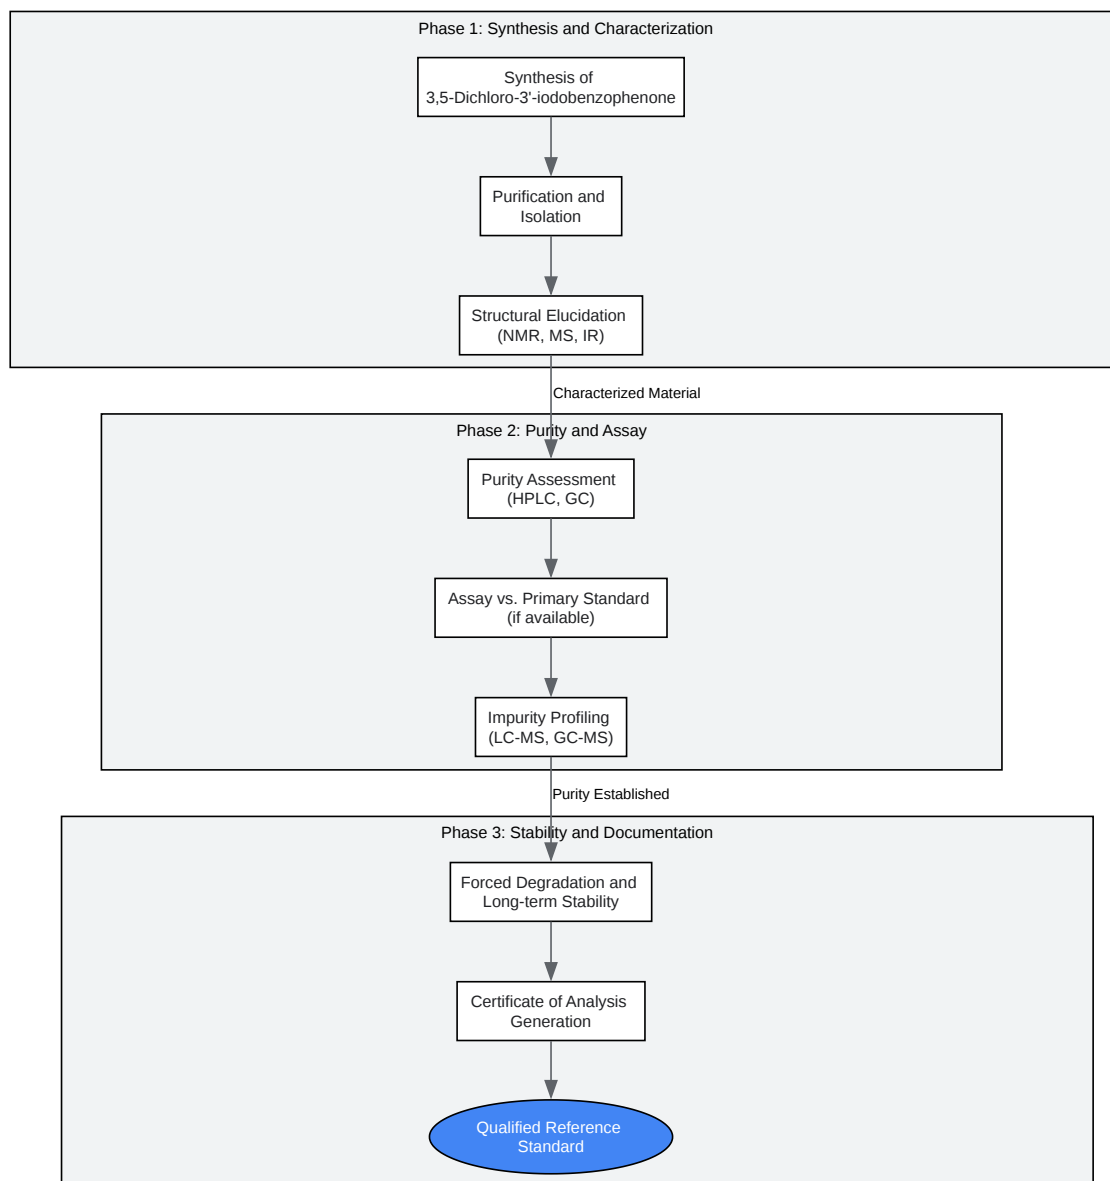 Phase 1: Synthesis and Characterization
Synthesis of
3,5-Dichloro-3'-iodobenzophenone
Purification and
Isolation
Structural Elucidation
(NMR, MS, IR)
Characterized Material
Phase 2: Purity and Assay
Purity Assessment
(HPLC, GC)
Assay vs. Primary Standard
(if available)
Impurity Profiling
(LC-MS, GC-MS)
Purity Established
Phase 3: Stability and Documentation
Forced Degradation and
Long-term Stability
Certificate of Analysis
Generation
Qualified Reference
Standard